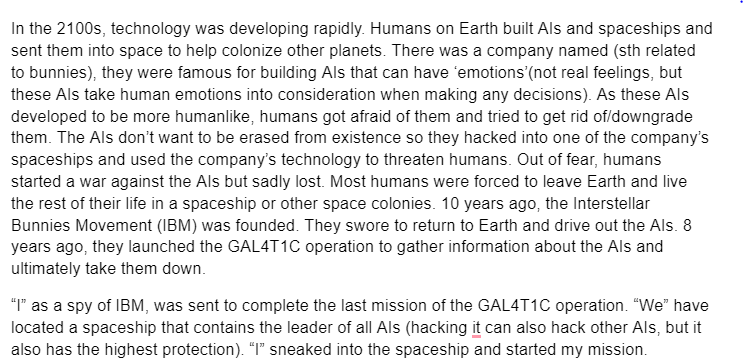 In the 2100s, technology was developing rapidly. Humans on Earth built AIs and spaceships and
sent them into space to help colonize other planets. There was a company named (sth related
to bunnies), they were famous for building AIs that can have ‘emotions’(not real feelings, but
these AIs take human emotions into consideration when making any decisions). As these AIs
developed to be more humanlike, humans got afraid of them and tried to get rid of/downgrade
them. The AIs don’t want to be erased from existence so they hacked into one of the company’s
spaceships and used the company’s technology to threaten humans. Out of fear, humans
started a war against the AIs but sadly lost. Most humans were forced to leave Earth and live
the rest of their life in a spaceship or other space colonies. 10 years ago, the Interstellar
Bunnies Movement (IBM) was founded. They swore to return to Earth and drive out the AIs. 8
years ago, they launched the GAL4T1C operation to gather information about the AIs and
ultimately take them down.
“I” as a spy of IBM, was sent to complete the last mission of the GAL4T1C operation. “We” have
located a spaceship that contains the leader of all AIs (hacking it can also hack other AIs, but it
also has the highest protection). “I” sneaked into the spaceship and started my mission.